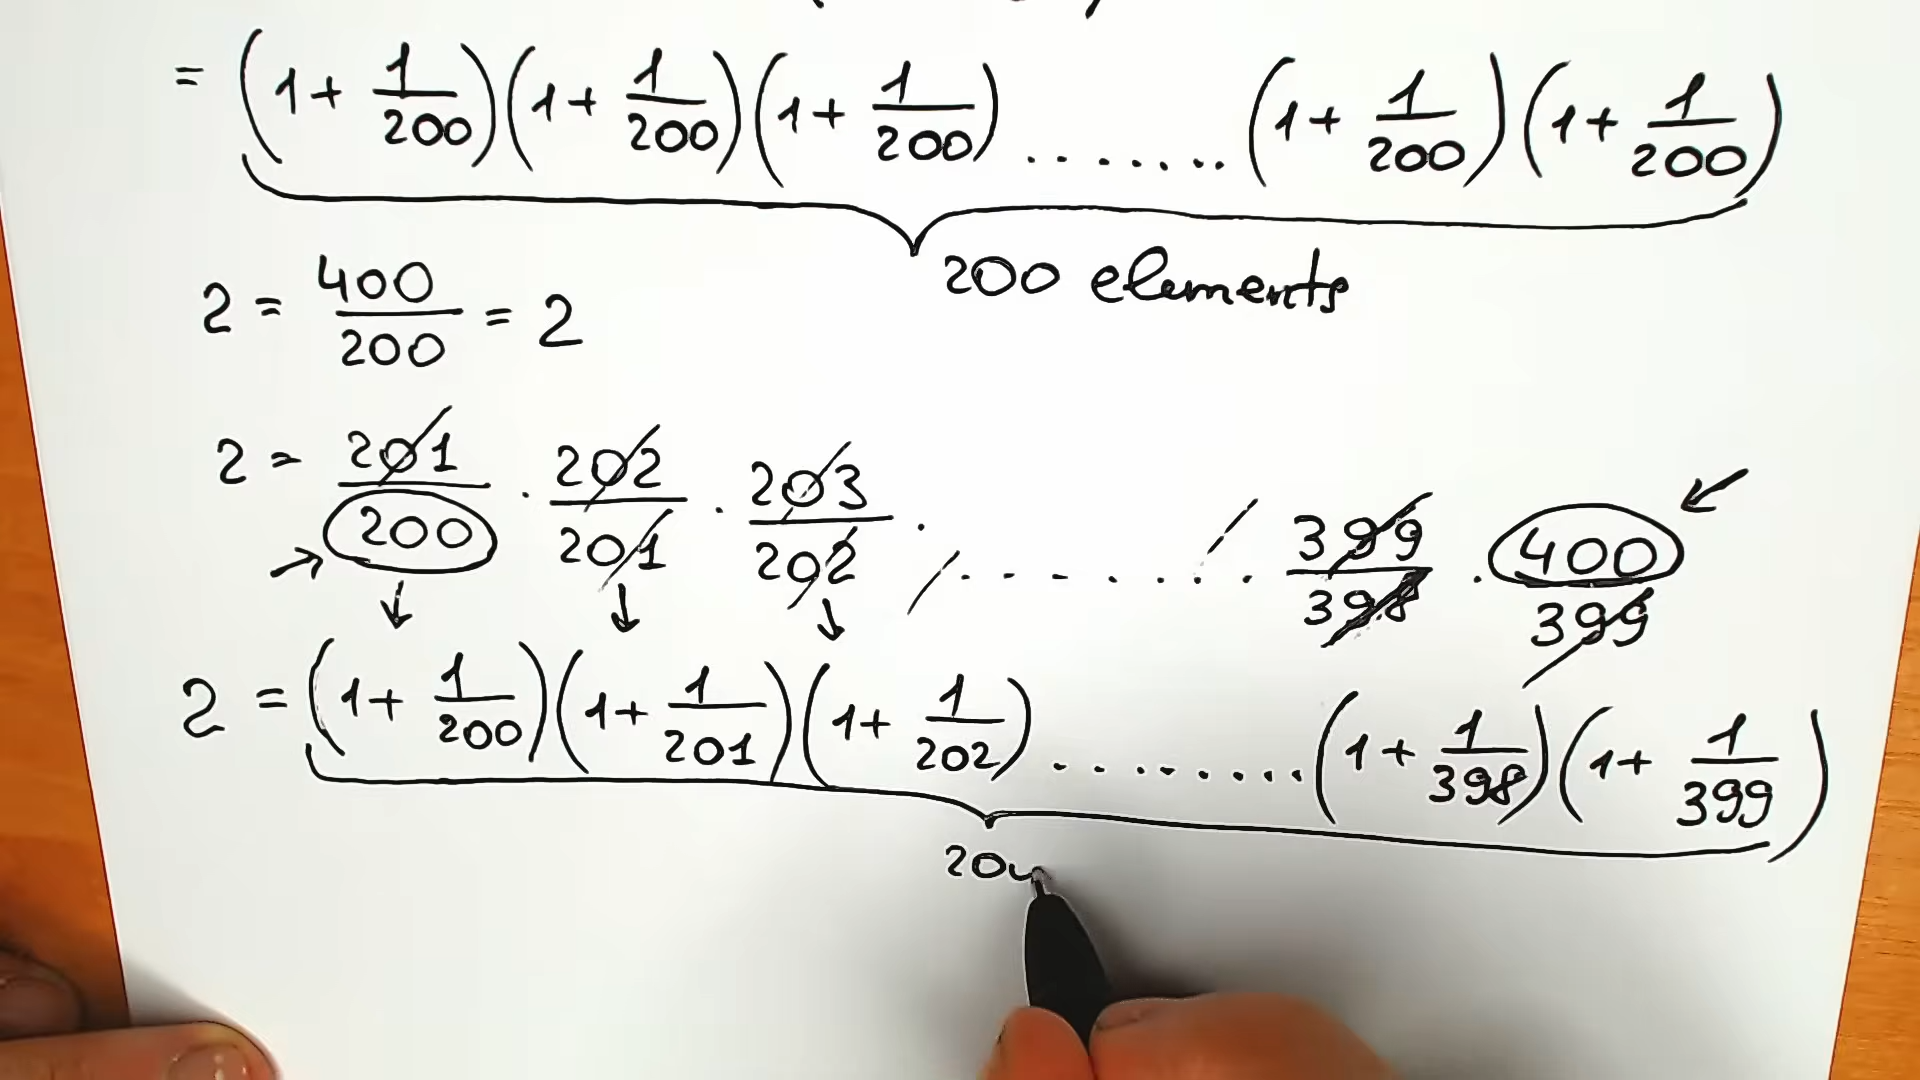 = (1 + 1/200)(1 + 1/200)(1 + 1/200) ........ (1 + 1/200)(1 + 1/200)
200 elements
2 = 400/200 = 2
2 = 201/200 · 202/201 · 203/202 · ........ 399/398 · 400/399
2 = (1 + 1/200)(1 + 1/201)(1 + 1/202) ......... (1 + 1/398)(1 + 1/399)